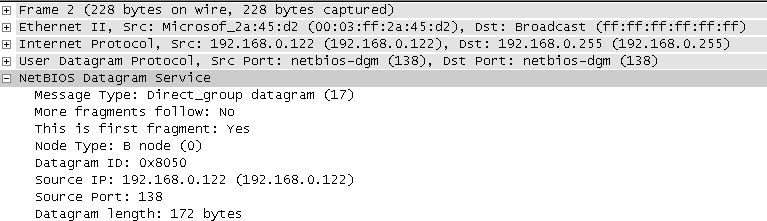 Frame 2 (228 bytes on wire, 228 bytes captured)
Ethernet II, Src: Microsof_2a:45:d2 (00:03:ff:2a:45:d2), Dst: Broadcast (ff:ff:ff:ff:ff:ff)
Internet Protocol, Src: 192.168.0.122 (192.168.0.122), Dst: 192.168.0.255 (192.168.0.255)
User Datagram Protocol, Src Port: netbios-dgm (138), Dst Port: netbios-dgm (138)
NetBIOS Datagram Service
Message Type: Direct_group datagram (17)
More fragments follow: No
This is first fragment: Yes
Node Type: B node (0)
Datagram ID: 0x8050
Source IP: 192.168.0.122 (192.168.0.122)
Source Port: 138
Datagram length: 172 bytes